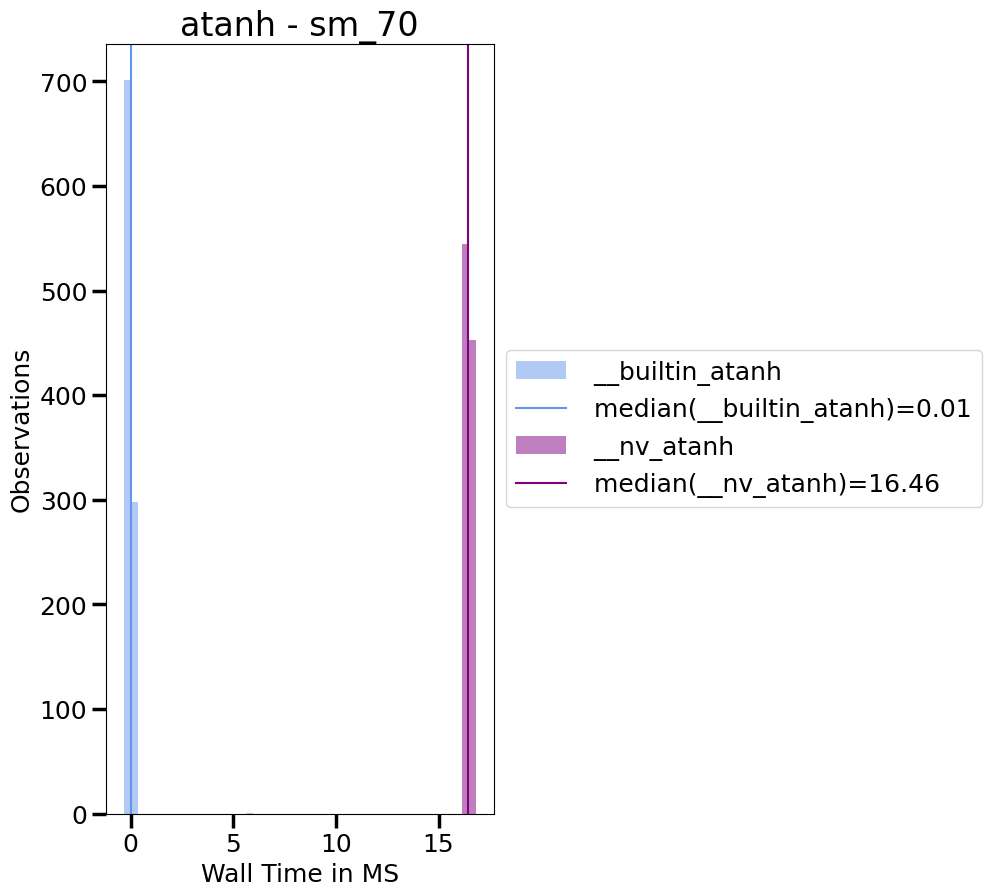 atanh - sm_70
700
600
500
400
300
200
100
0
Observations
0 5 10 15
Wall Time in MS
__builtin_atanh
median(__builtin_atanh)=0.01
__nv_atanh
median(__nv_atanh)=16.46